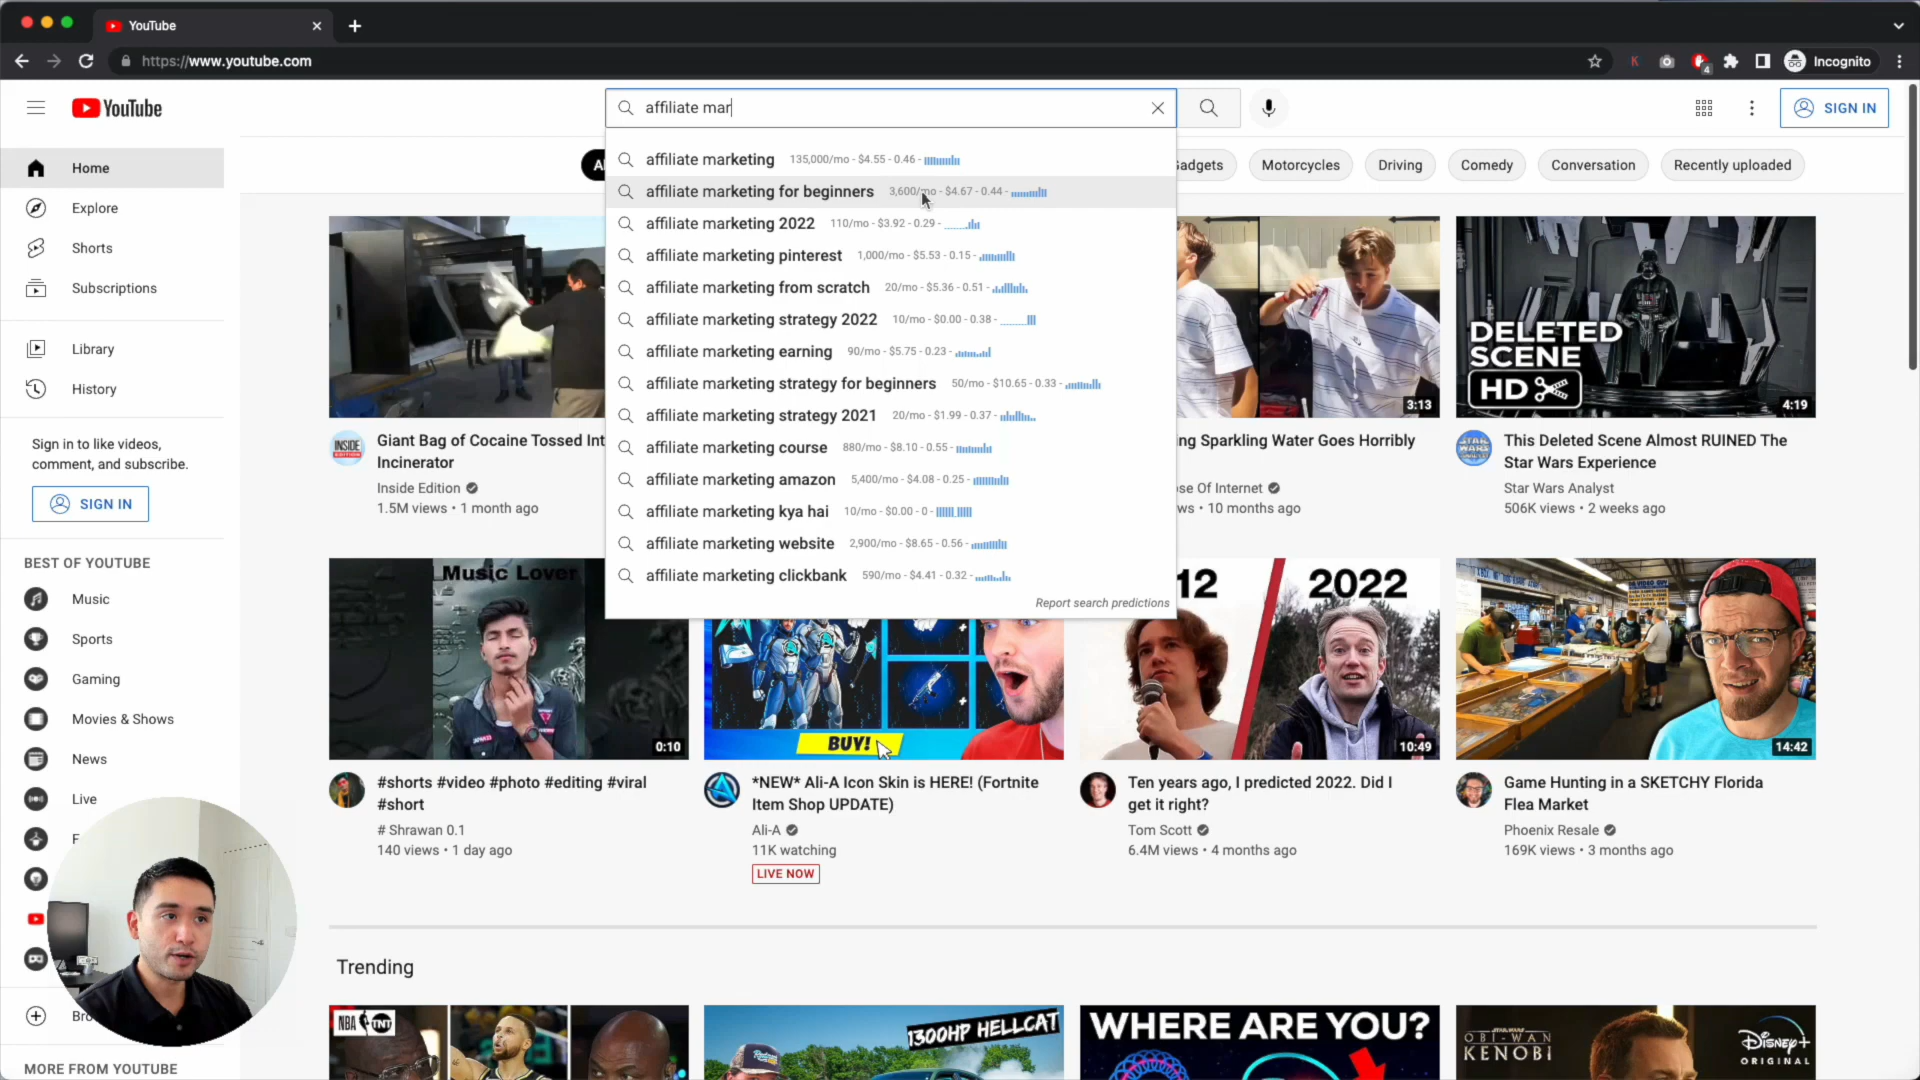 YouTube
https://www.youtube.com
4
Incognito
YouTube
affiliate mar
SIGN IN
affiliate marketing 135,000/mo - $4.55 - 0.46 -
affiliate marketing for beginners 3,600/mo - $4.67 - 0.44 -
affiliate marketing 2022 110/mo - $3.92 - 0.29 -
affiliate marketing pinterest 1,000/mo - $5.53 - 0.15 -
affiliate marketing from scratch 20/mo - $5.36 - 0.51 -
affiliate marketing strategy 2022 10/mo - $0.00 - 0.38 -
affiliate marketing earning 90/mo - $5.75 - 0.23 -
affiliate marketing strategy for beginners 50/mo - $10.65 - 0.33 -
affiliate marketing strategy 2021 20/mo - $1.99 - 0.37 -
affiliate marketing course 880/mo - $8.10 - 0.55 -
affiliate marketing amazon 5,400/mo - $4.08 - 0.25 -
affiliate marketing kya hai 10/mo - $0.00 - 0 -
affiliate marketing website 2,900/mo - $8.65 - 0.56 -
affiliate marketing clickbank 590/mo - $4.41 - 0.32 -
Report search predictions
Gadgets
Motorcycles
Driving
Comedy
Conversation
Recently uploaded
Home
Explore
Shorts
Subscriptions
Library
History
Sign in to like videos,
comment, and subscribe.
SIGN IN
BEST OF YOUTUBE
Music
Sports
Gaming
Movies & Shows
News
Live
MORE FROM YOUTUBE
INSIDE
EDITION
Giant Bag of Cocaine Tossed Int
Incinerator
Inside Edition
1.5M views • 1 month ago
3:13
ng Sparkling Water Goes Horribly
se Of Internet
ws • 10 months ago
DELETED
SCENE
HD
4:19
STAR WARS
This Deleted Scene Almost RUINED The
Star Wars Experience
Star Wars Analyst
506K views • 2 weeks ago
Music Lover
0:10
#shorts #video #photo #editing #viral
#short
# Shrawan 0.1
140 views • 1 day ago
BUY!
*NEW* Ali-A Icon Skin is HERE! (Fortnite
Item Shop UPDATE)
Ali-A
11K watching
LIVE NOW
12
2022
10:49
Ten years ago, I predicted 2022. Did I
get it right?
Tom Scott
6.4M views • 4 months ago
14:42
Game Hunting in a SKETCHY Florida
Flea Market
Phoenix Resale
169K views • 3 months ago
Trending
NBA TNT
1300HP HELLCAT
WHERE ARE YOU?
OBI-WAN
KENOBI
Disney+
ORIGINAL